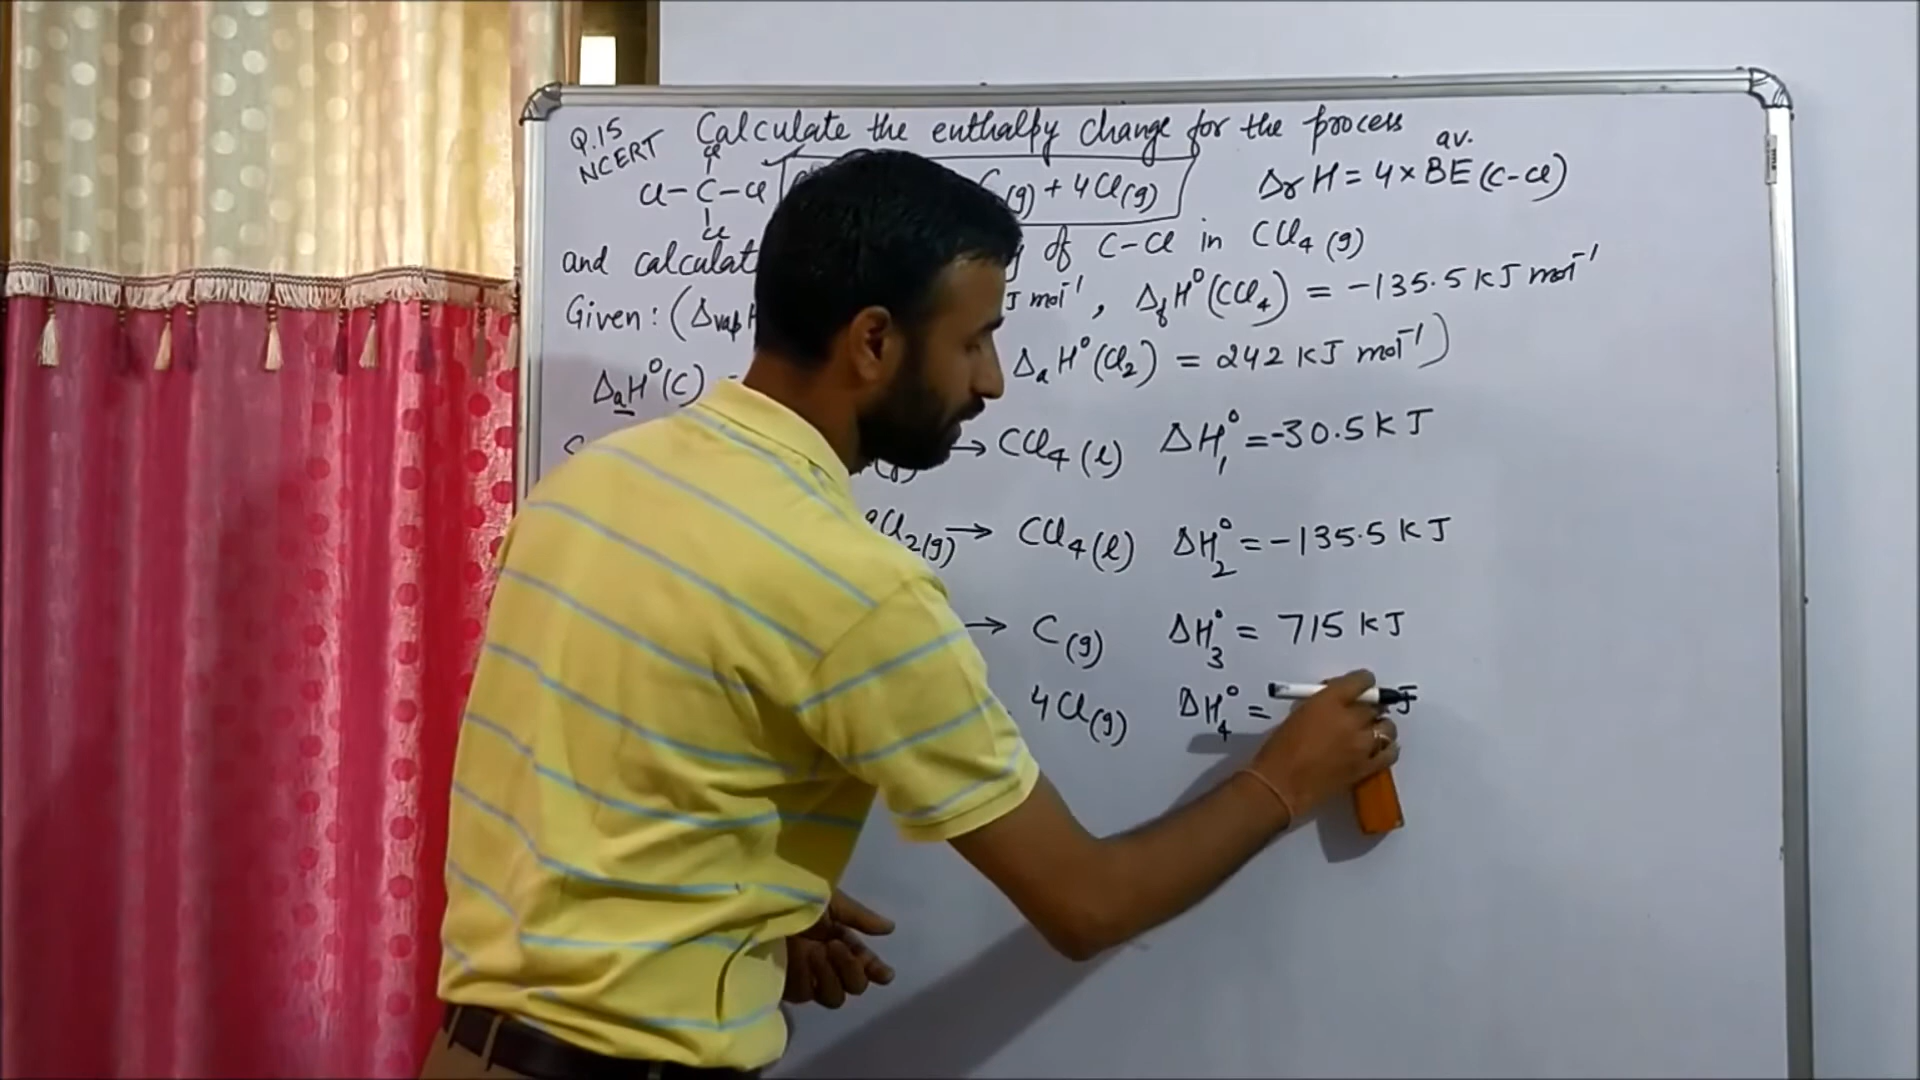 Q.15 Calculate the enthalpy change for the process
NCERT
Cl
Cl-C-Cl
Cl
(g) + 4Cl(g)
av.
ΔrH = 4 × BE (C-Cl)
and calculat of C-Cl in CCl₄ (g)
Given: (Δvap H J mol⁻¹, ΔfH°(CCl₄) = -135.5 KJ mol⁻¹
ΔaH°(C) ΔaH°(Cl₂) = 242 KJ mol⁻¹)
→ CCl₄ (l) ΔH₁° = -30.5 KJ
Cl₂(g) → CCl₄(l) ΔH₂° = -135.5 KJ
→ C(g) ΔH₃° = 715 KJ
4Cl(g) ΔH₄° = J